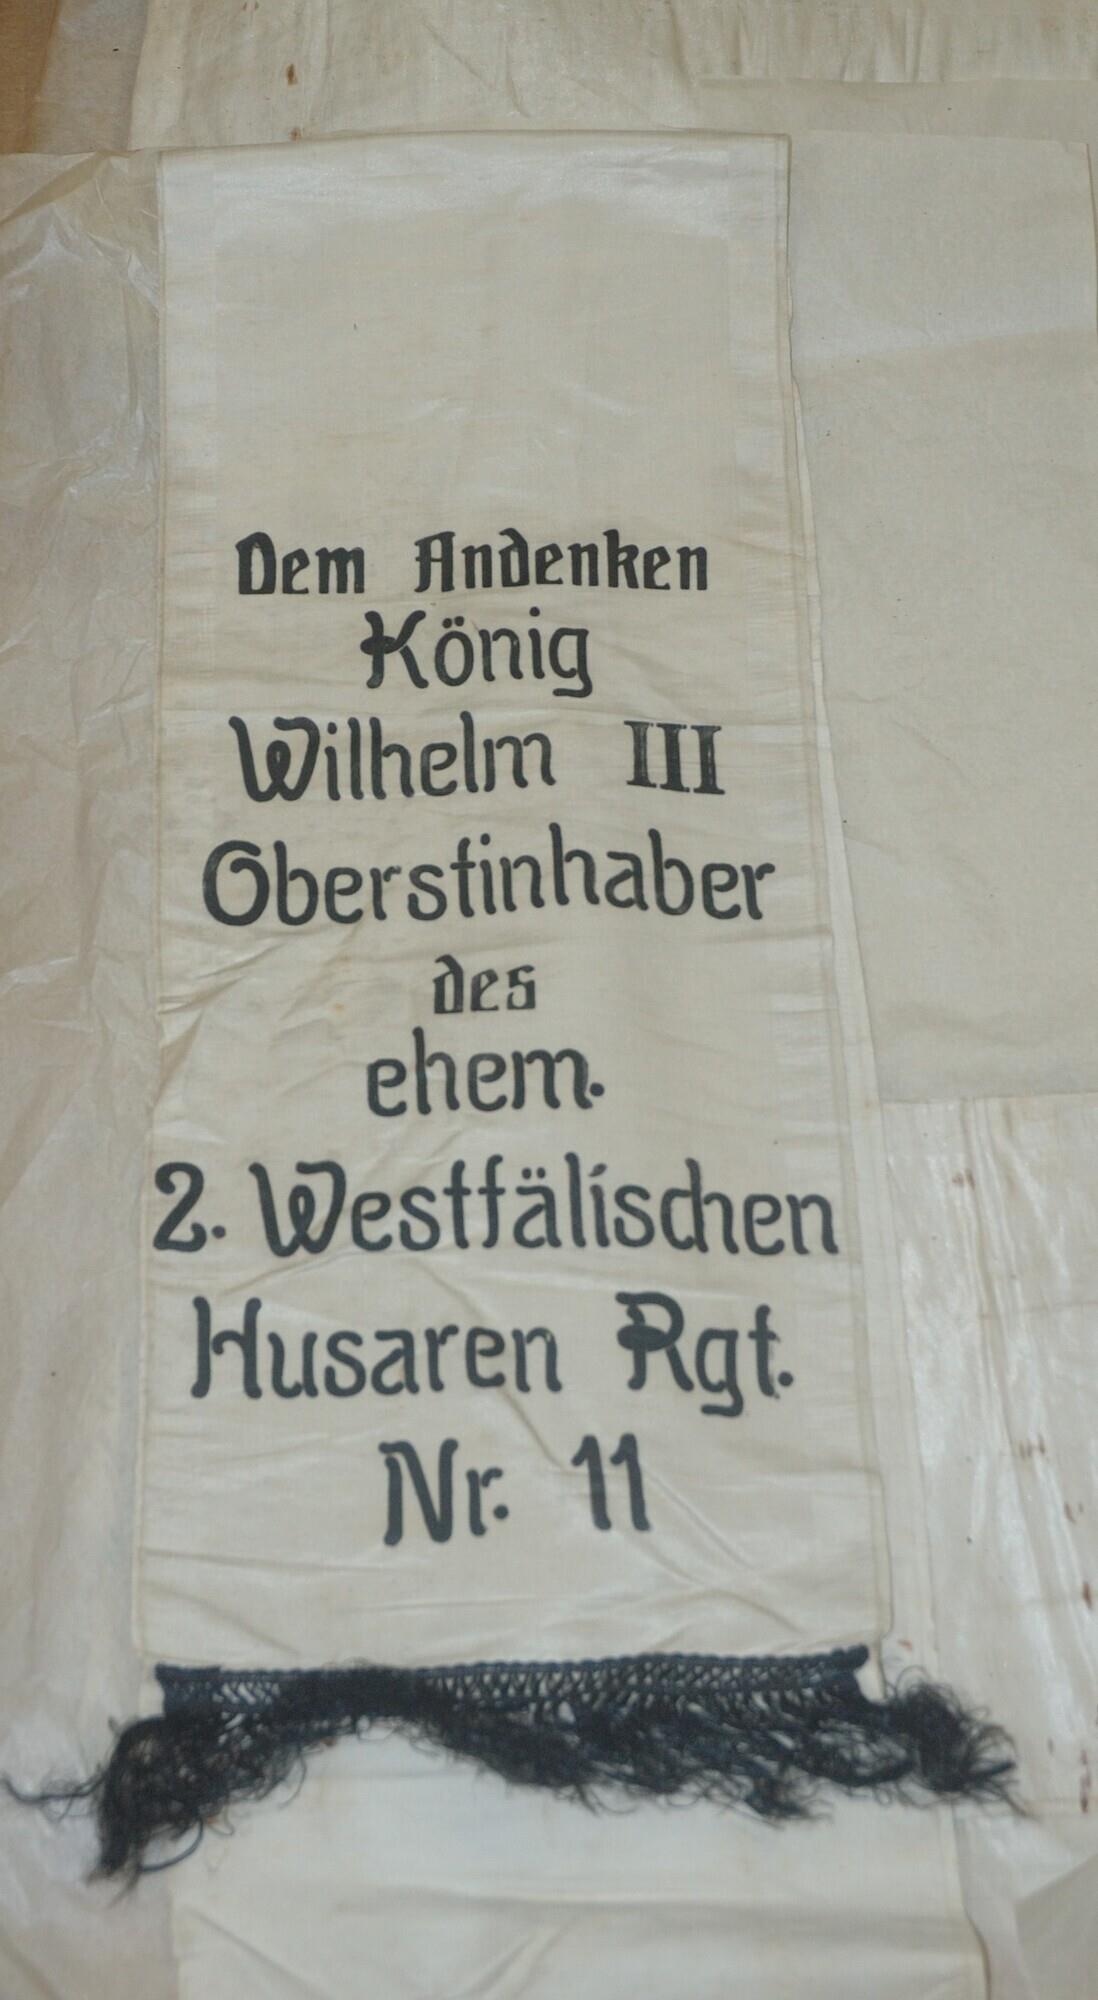 Dem Andenken
König
Wilhelm III
Oberstinhaber
des
ehem.
2. Westfälischen
Husaren Rgt.
Nr. 11